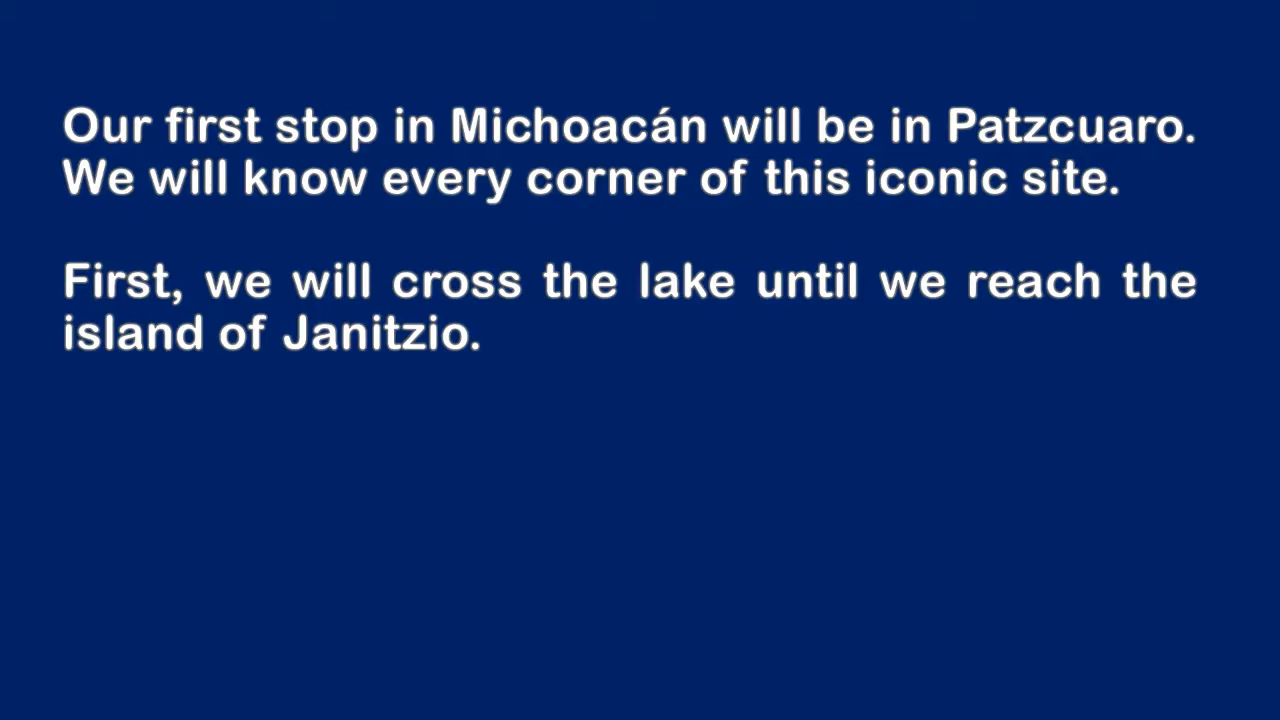 Our first stop in Michoacán will be in Patzcuaro.
We will know every corner of this iconic site.
First, we will cross the lake until we reach the
island of Janitzio.